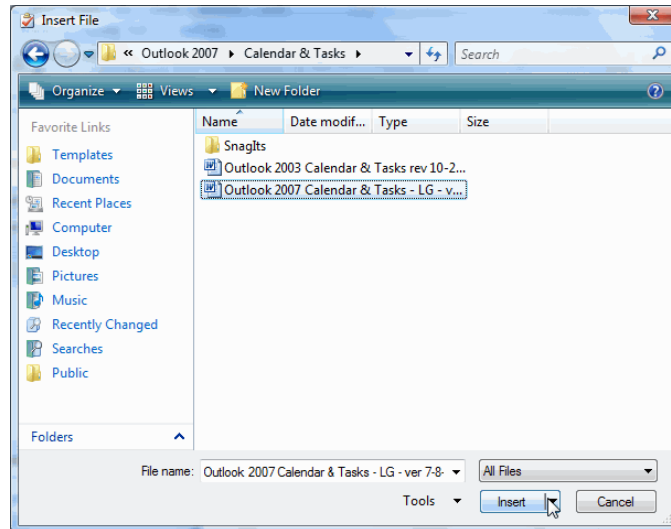 Insert File
« Outlook 2007 Calendar & Tasks Search
Organize Views New Folder
Favorite Links
Templates
Documents
Recent Places
Computer
Desktop
Pictures
Music
Recently Changed
Searches
Public
Folders
Name Date modif... Type Size
SnagIts
Outlook 2003 Calendar & Tasks rev 10-2...
Outlook 2007 Calendar & Tasks - LG - v...
File name: Outlook 2007 Calendar & Tasks - LG - ver 7-8- All Files
Tools Insert Cancel